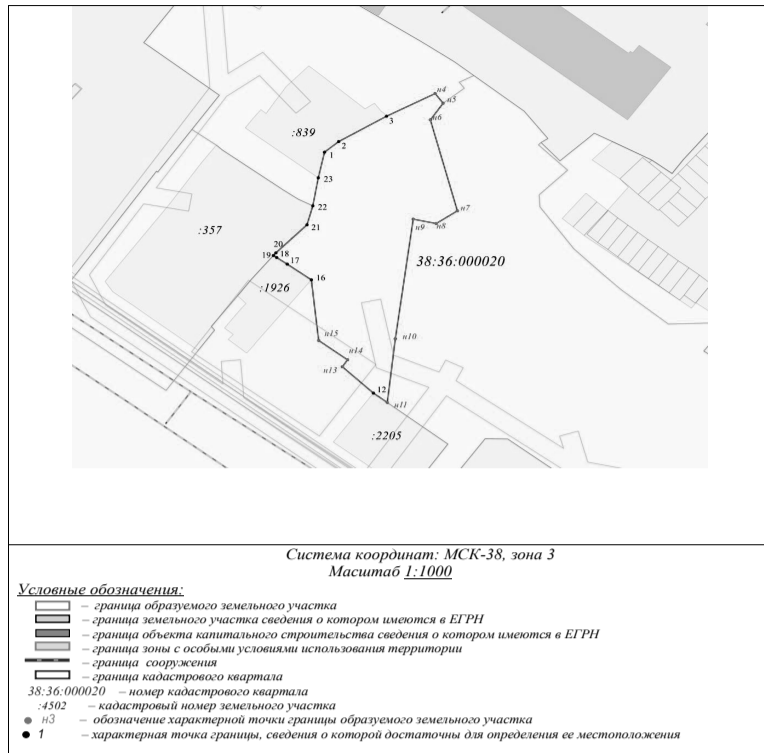 н4
н5
3
н6
:839
2
1
23
22
н7
21
н9
н8
:357
20
19
18
17
38:36:000020
16
:1926
н15
н10
н14
н13
12
н11
:2205
Система координат: МСК-38, зона 3
Масштаб 1:1000
Условные обозначения:
– граница образуемого земельного участка
– граница земельного участка сведения о котором имеются в ЕГРН
– граница объекта капитального строительства сведения о котором имеются в ЕГРН
– граница зоны с особыми условиями использования территории
– граница сооружения
– граница кадастрового квартала
38:36:000020 – номер кадастрового квартала
:4502 – кадастровый номер земельного участка
н3 – обозначение характерной точки границы образуемого земельного участка
1 – характерная точка границы, сведения о которой достаточны для определения ее местоположения